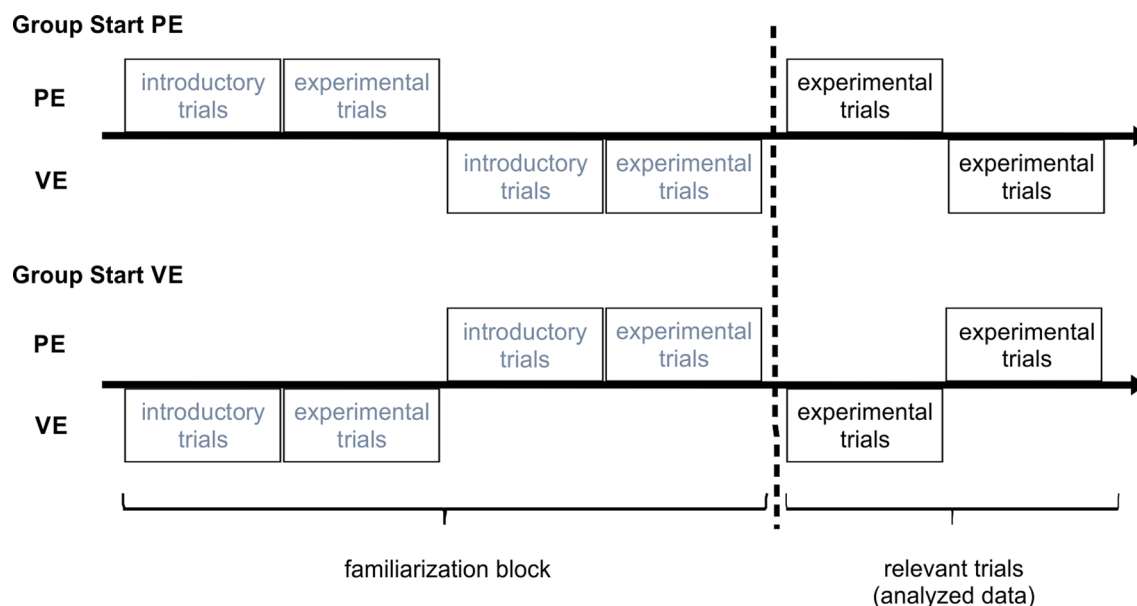 Group Start PE
PE
introductory
trials
experimental
trials
experimental
trials
VE
introductory
trials
experimental
trials
experimental
trials
Group Start VE
PE
introductory
trials
experimental
trials
experimental
trials
VE
introductory
trials
experimental
trials
experimental
trials
familiarization block
relevant trials
(analyzed data)